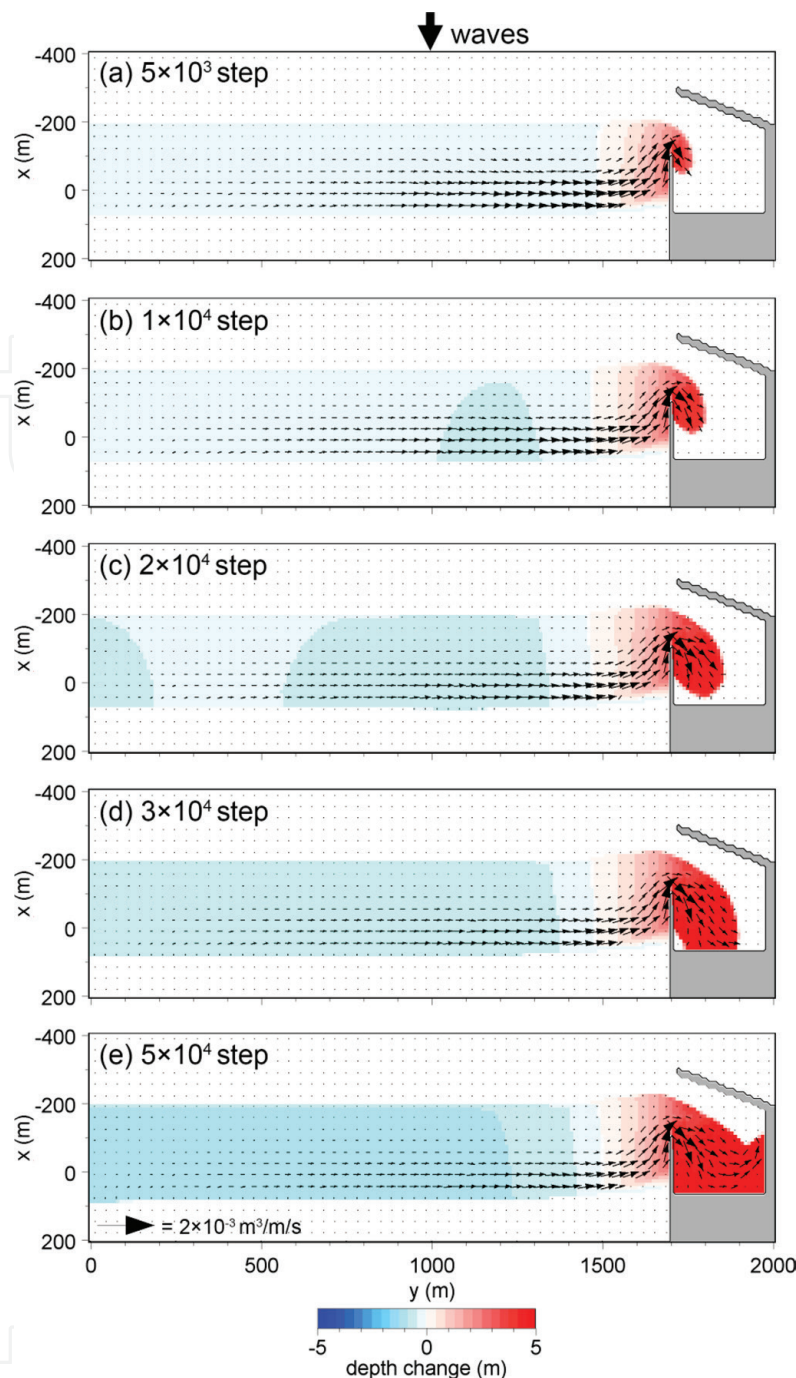 waves
(a) 5×10³ step
-400
-200
0
200
x (m)
(b) 1×10⁴ step
-400
-200
0
200
x (m)
(c) 2×10⁴ step
-400
-200
0
200
x (m)
(d) 3×10⁴ step
-400
-200
0
200
x (m)
(e) 5×10⁴ step
-400
-200
0
200
x (m)
= 2×10⁻³ m³/m/s
0 500 1000 1500 2000
y (m)
-5 0 5
depth change (m)